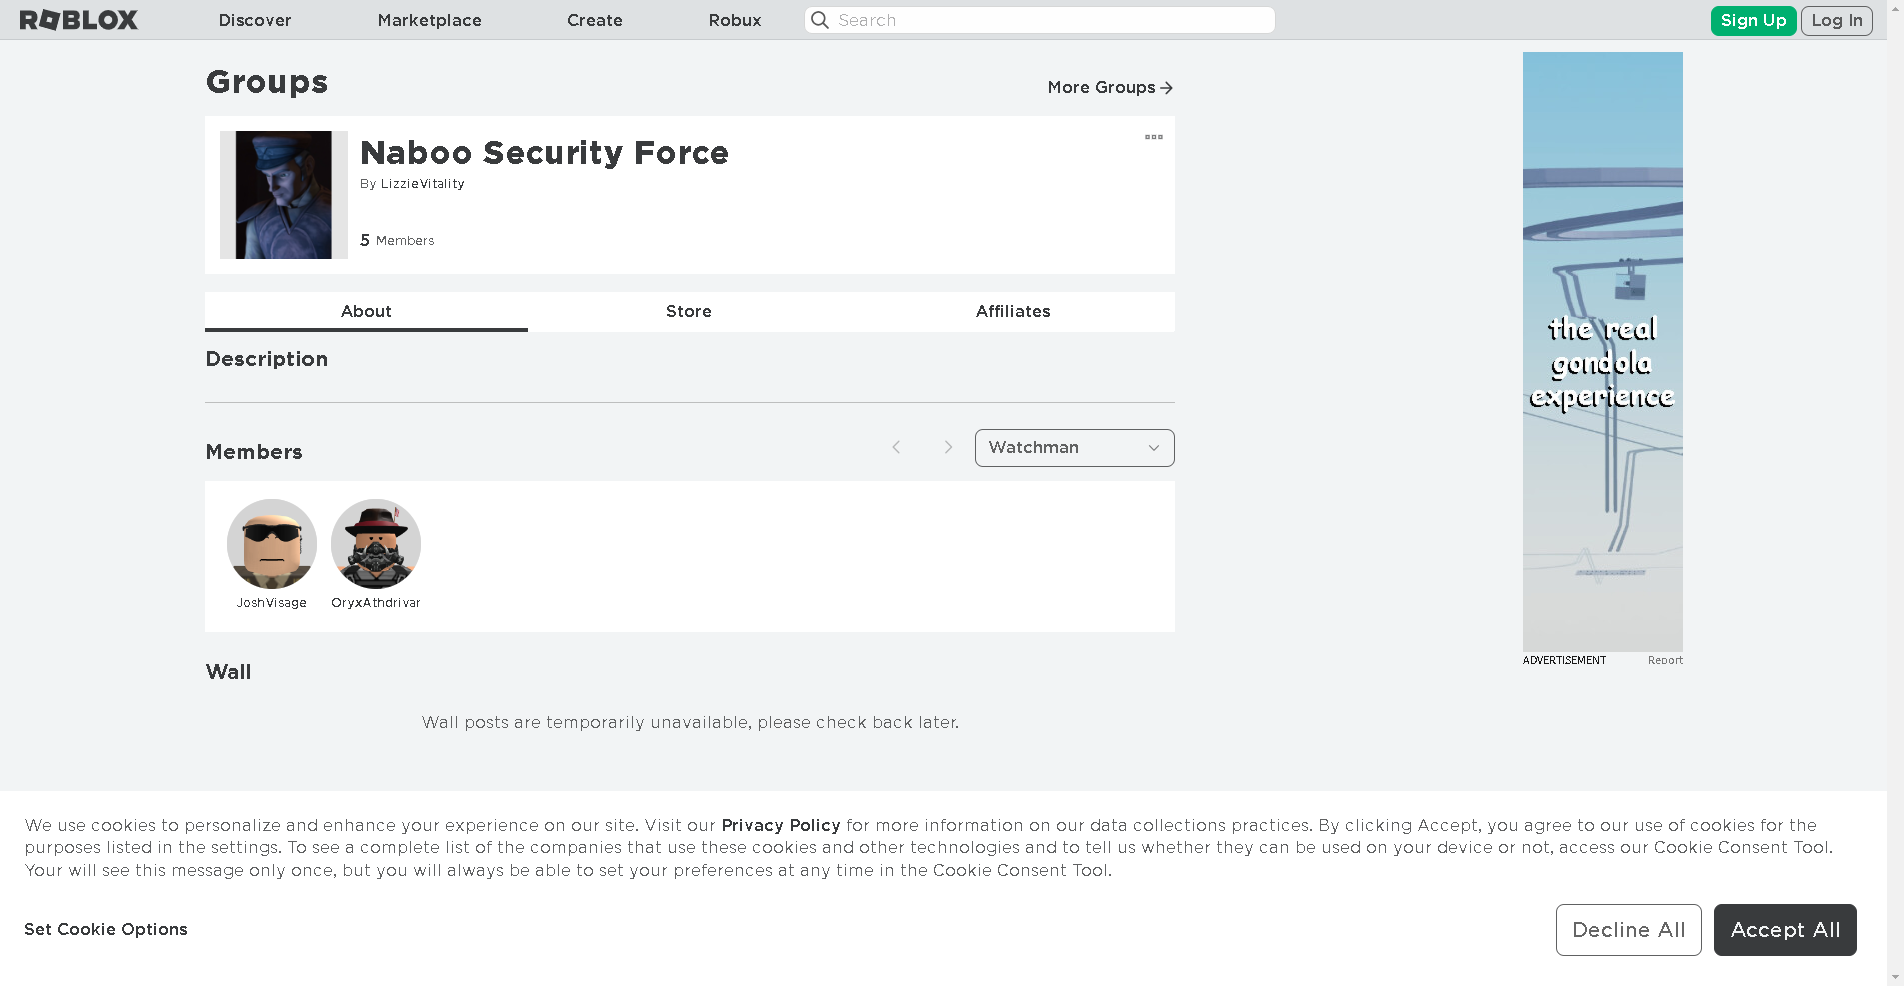 ROBLOX
Discover
Marketplace
Create
Robux
Search
Sign Up
Log In
Groups
More Groups
Naboo Security Force
By LizzieVitality
5 Members
About
Store
Affiliates
Description
Members
Watchman
JoshVisage
OryxAthdrivar
Wall
Wall posts are temporarily unavailable, please check back later.
the real
gondola
experience
ADVERTISEMENT
Report
We use cookies to personalize and enhance your experience on our site. Visit our Privacy Policy for more information on our data collections practices. By clicking Accept, you agree to our use of cookies for the
purposes listed in the settings. To see a complete list of the companies that use these cookies and other technologies and to tell us whether they can be used on your device or not, access our Cookie Consent Tool.
Your will see this message only once, but you will always be able to set your preferences at any time in the Cookie Consent Tool.
Set Cookie Options
Decline All
Accept All